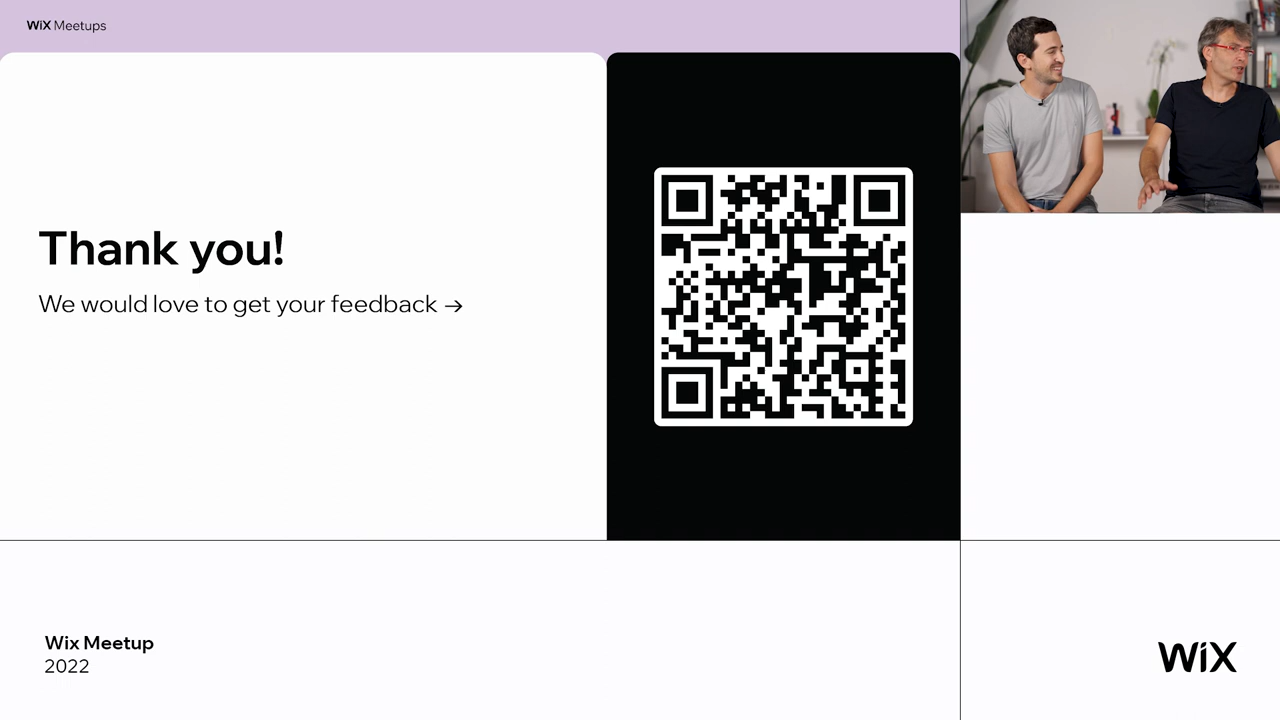 WiX Meetups
Thank you!
We would love to get your feedback →
Wix Meetup
2022
WiX